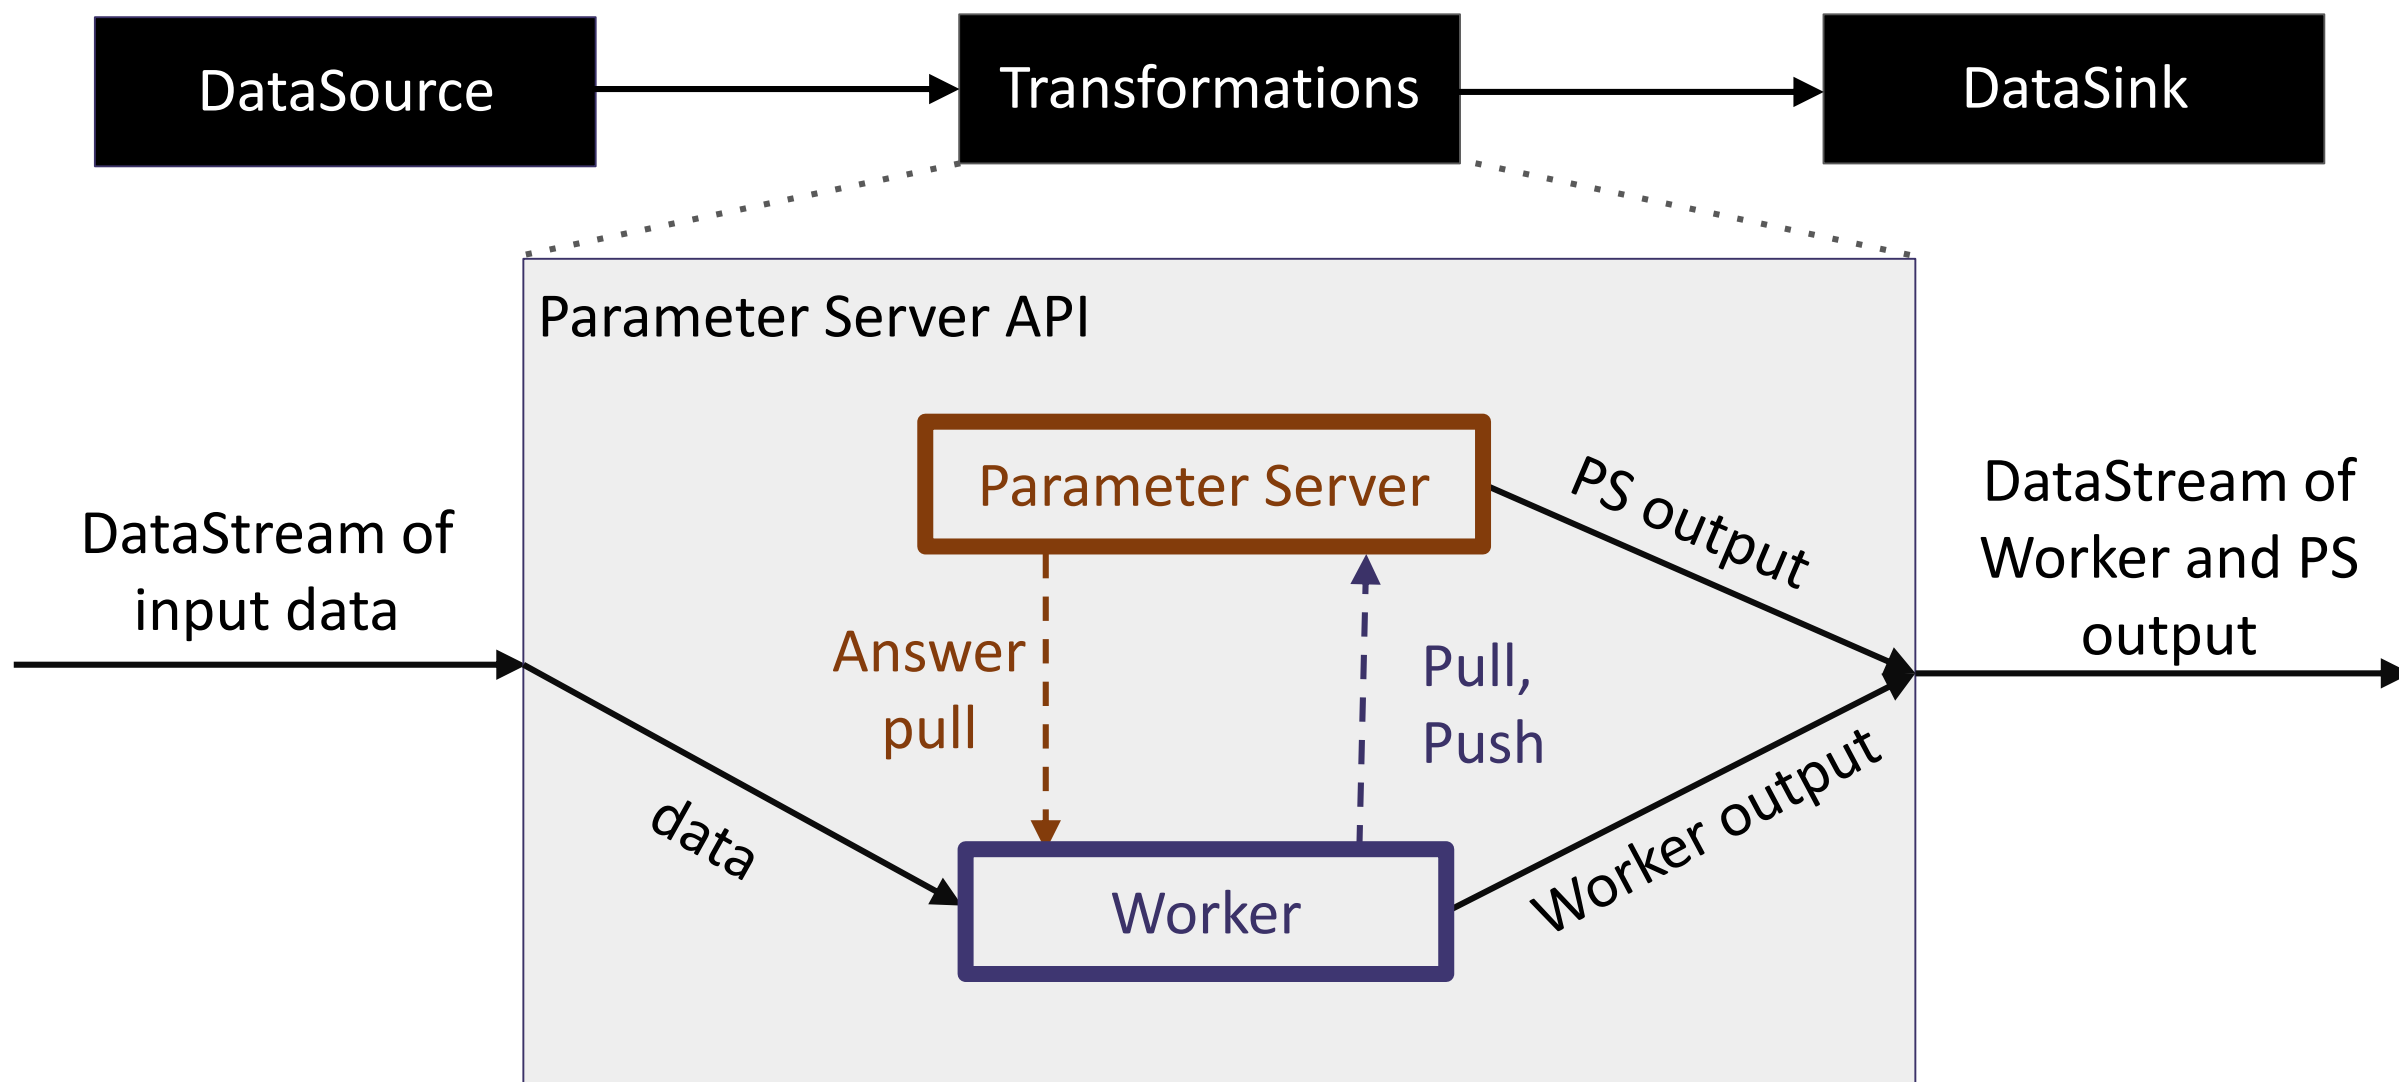 DataSource
Transformations
DataSink
Parameter Server API
Parameter Server
PS output
DataStream of
input data
DataStream of
Worker and PS
output
Answer
pull
Pull,
Push
data
Worker
Worker output